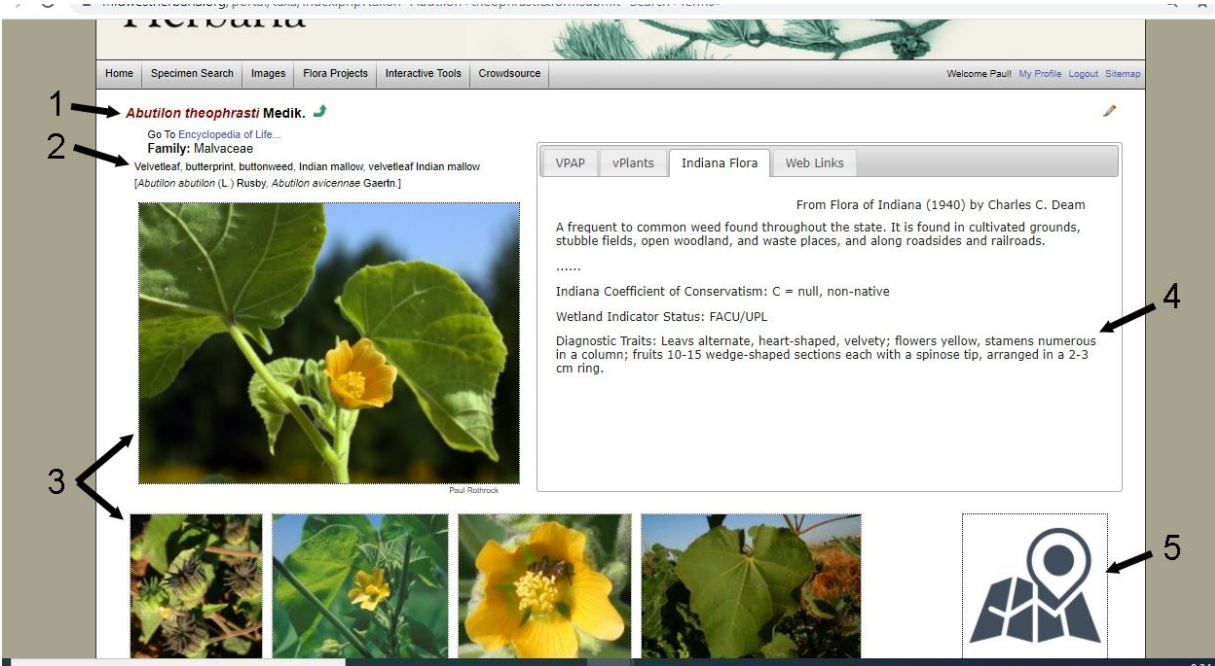 Herbaria
Home Specimen Search Images Flora Projects Interactive Tools Crowdsource
Welcome Paul! My Profile Logout Sitemap
1
Abutilon theophrasti Medik.
Go To Encyclopedia of Life...
Family: Malvaceae
2
Velvetleaf, butterprint, buttonweed, Indian mallow, velvetleaf Indian mallow
[Abutilon abutilon (L.) Rusby, Abutilon avicennae Gaertn.]
VPAP vPlants Indiana Flora Web Links
From Flora of Indiana (1940) by Charles C. Deam
A frequent to common weed found throughout the state. It is found in cultivated grounds,
stubble fields, open woodland, and waste places, and along roadsides and railroads.
......
Indiana Coefficient of Conservatism: C = null, non-native
Wetland Indicator Status: FACU/UPL
4
Diagnostic Traits: Leavs alternate, heart-shaped, velvety; flowers yellow, stamens numerous
in a column; fruits 10-15 wedge-shaped sections each with a spinose tip, arranged in a 2-3
cm ring.
3
Paul Rothrock
5